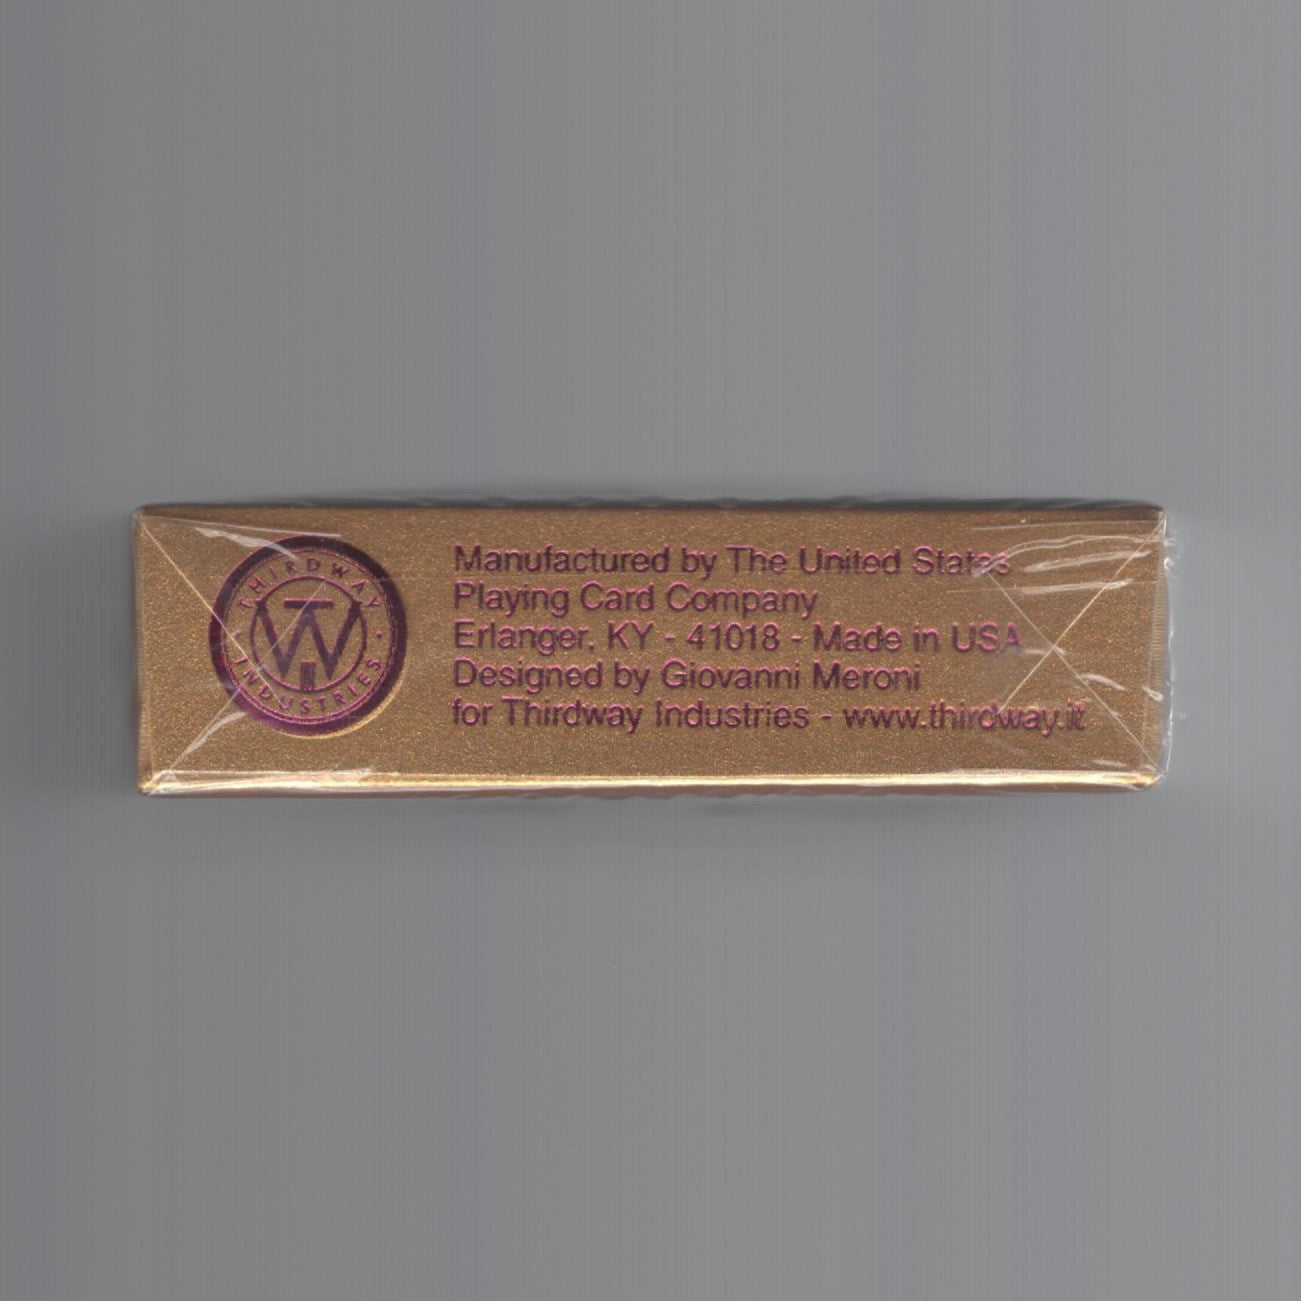 THIRDWAY
INDUSTRIES
TW
Manufactured by The United States
Playing Card Company
Erlanger, KY - 41018 - Made in USA
Designed by Giovanni Meroni
for Thirdway Industries - www.thirdway.it